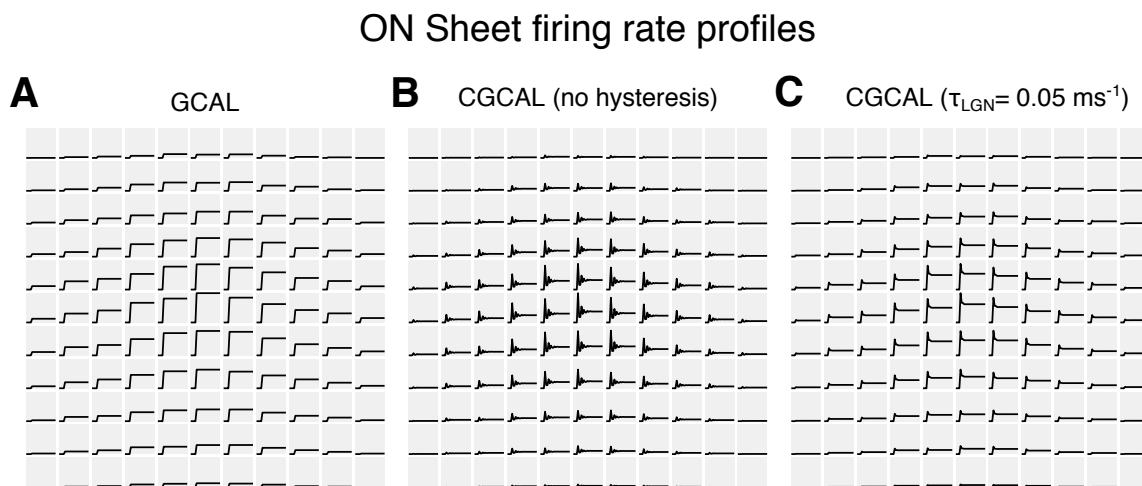 ON Sheet firing rate profiles
A GCAL
B CGCAL (no hysteresis)
C CGCAL (τLGN= 0.05 ms-1)